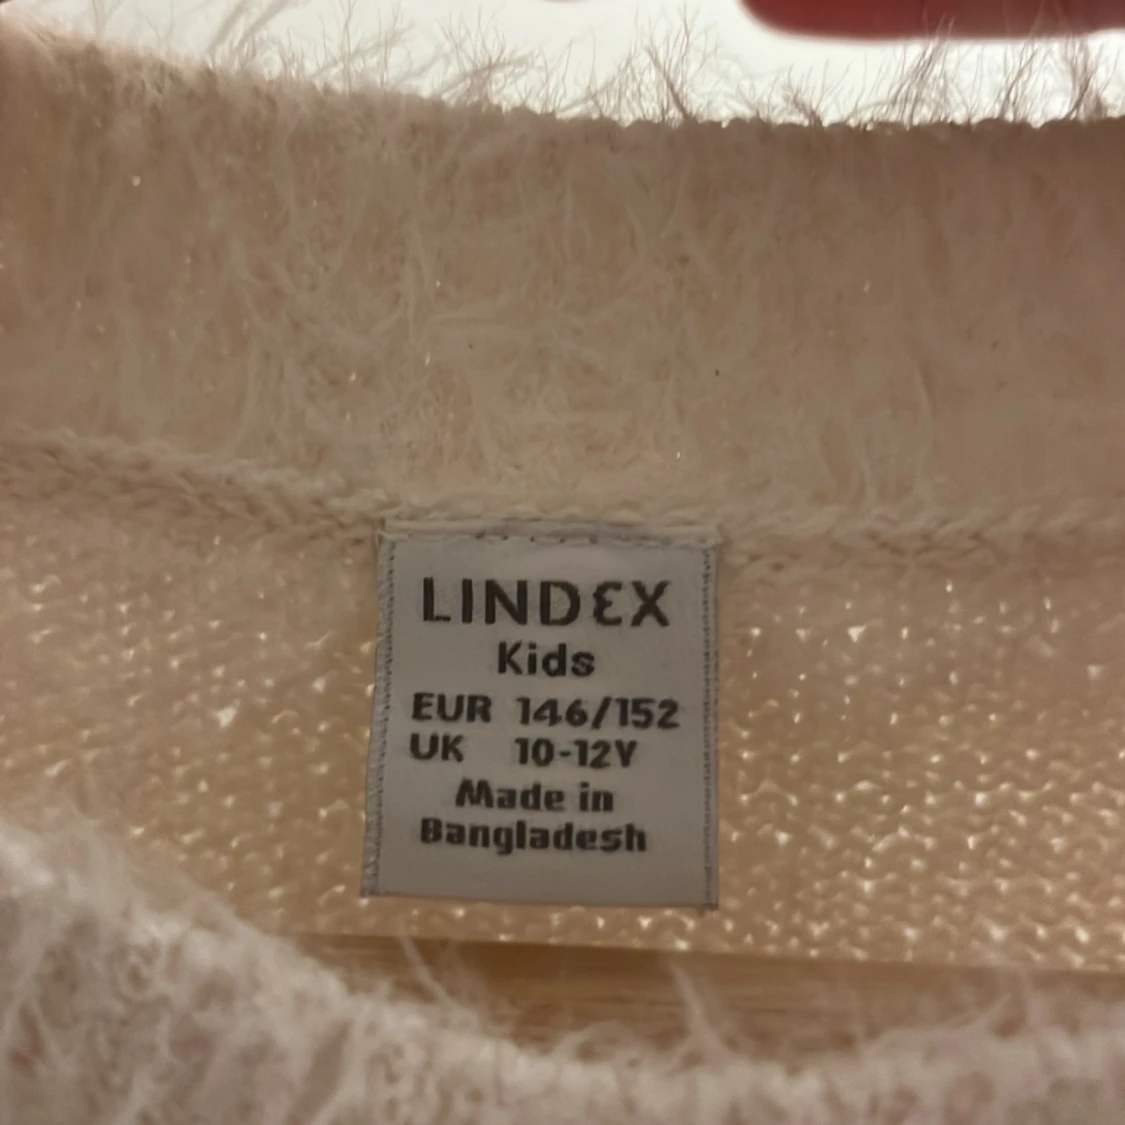 LINDEX
Kids
EUR 146/152
UK 10-12Y
Made in
Bangladesh